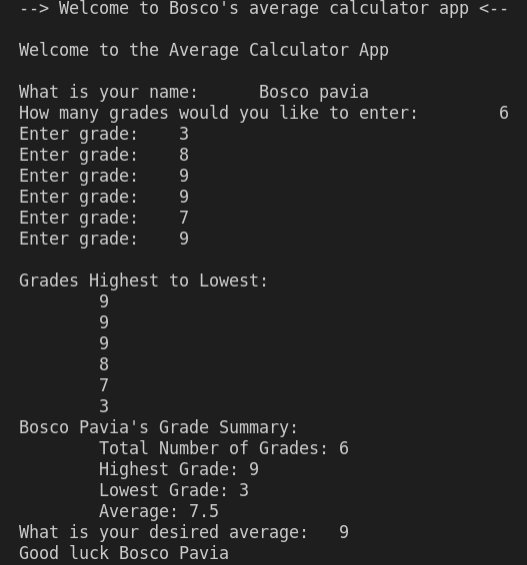 --> Welcome to Bosco's average calculator app <--
Welcome to the Average Calculator App
What is your name:      Bosco pavia
How many grades would you like to enter:        6
Enter grade:    3
Enter grade:    8
Enter grade:    9
Enter grade:    9
Enter grade:    7
Enter grade:    9
Grades Highest to Lowest:
        9
        9
        9
        8
        7
        3
Bosco Pavia's Grade Summary:
        Total Number of Grades: 6
        Highest Grade: 9
        Lowest Grade: 3
        Average: 7.5
What is your desired average:   9
Good luck Bosco Pavia